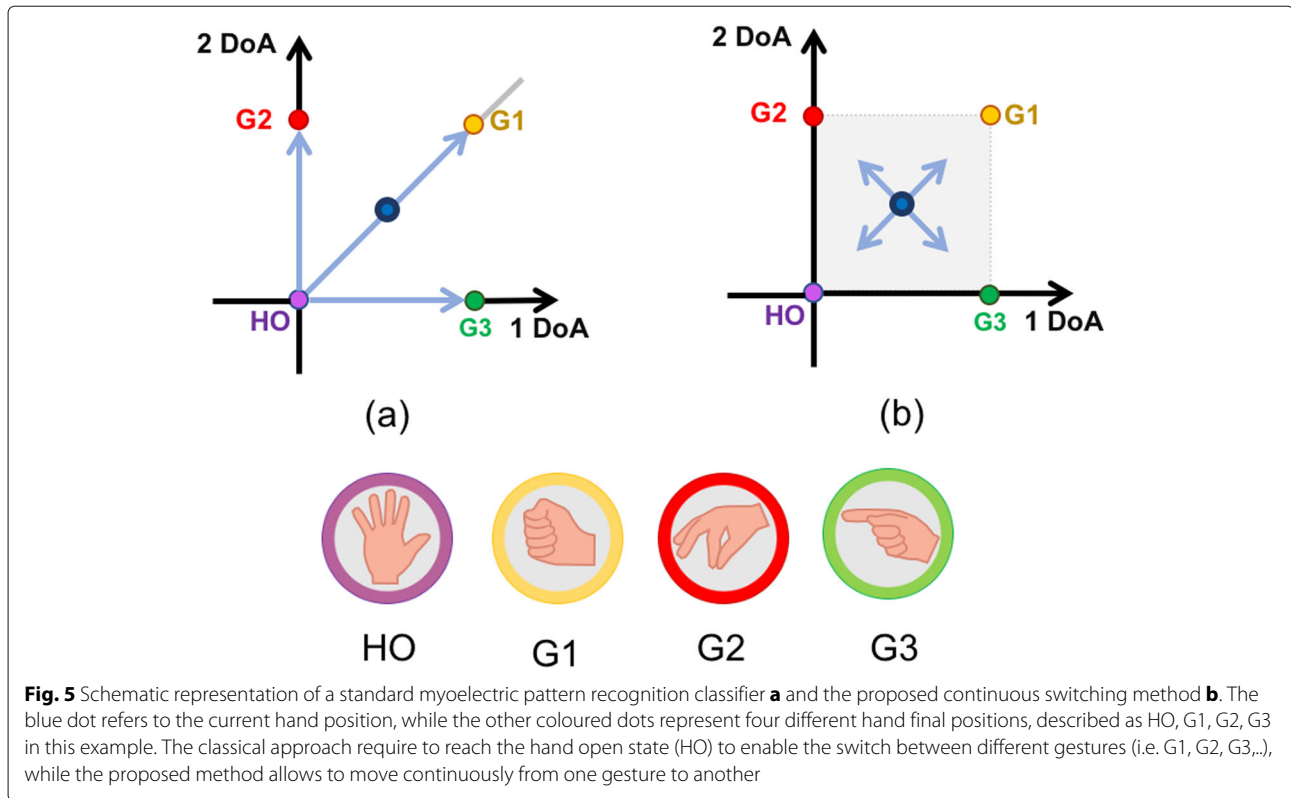 2 DoA
G2
G1
HO
G3
1 DoA
(a)
2 DoA
G2
G1
HO
G3
1 DoA
(b)
HO
G1
G2
G3
Fig. 5 Schematic representation of a standard myoelectric pattern recognition classifier a and the proposed continuous switching method b. The
blue dot refers to the current hand position, while the other coloured dots represent four different hand final positions, described as HO, G1, G2, G3
in this example. The classical approach require to reach the hand open state (HO) to enable the switch between different gestures (i.e. G1, G2, G3,..),
while the proposed method allows to move continuously from one gesture to another